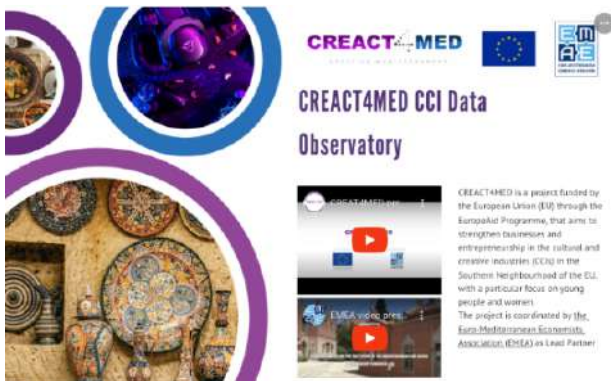 CREACT4MED
CREACT4MED CCI Data
Observatory
CREACT4MED is a project funded by
the European Union (EU) through the
EuropeAid Programme, that aims to
strengthen businesses and
entrepreneurship in the cultural and
creative industries (CCIs) in the
Southern Neighbourhood of the EU,
with a particular focus on young
people and women
The project is coordinated by the
Euro-Mediterranean Economists
Association (EMEA) as Lead Partner
EMEA video pres...